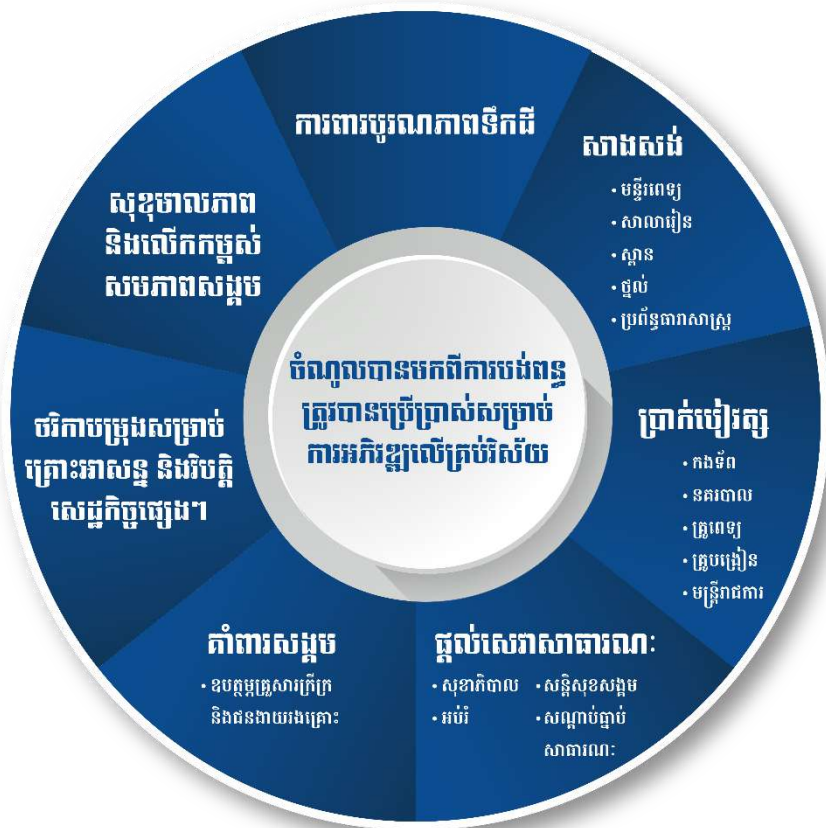 ការពារបូរណភាពទឹកដី
សាងសង់
• មន្ទីរពេទ្យ
• សាលារៀន
• ស្ពាន
• ថ្នល់
• ប្រព័ន្ធធារាសាស្ត្រ
ប្រាក់បៀវត្ស
• កងទ័ព
• នគរបាល
• គ្រូពេទ្យ
• គ្រូបង្រៀន
• មន្ត្រីរាជការ
ផ្តល់សេវាសាធារណៈ
• សុខាភិបាល
• អប់រំ
• សន្តិសុខសង្គម
• សណ្តាប់ធ្នាប់
សាធារណៈ
គាំពារសង្គម
• ឧបត្ថម្ភគ្រួសារក្រីក្រ
និងជនងាយរងគ្រោះ
ថវិកាបម្រុងសម្រាប់
គ្រោះអាសន្ន និងវិបត្តិ
សេដ្ឋកិច្ចផ្សេងៗ
សុខុមាលភាព
និងលើកកម្ពស់
សមភាពសង្គម
ចំណូលបានមកពីការបង់ពន្ធ
ត្រូវបានប្រើប្រាស់សម្រាប់
ការអភិវឌ្ឍលើគ្រប់វិស័យ